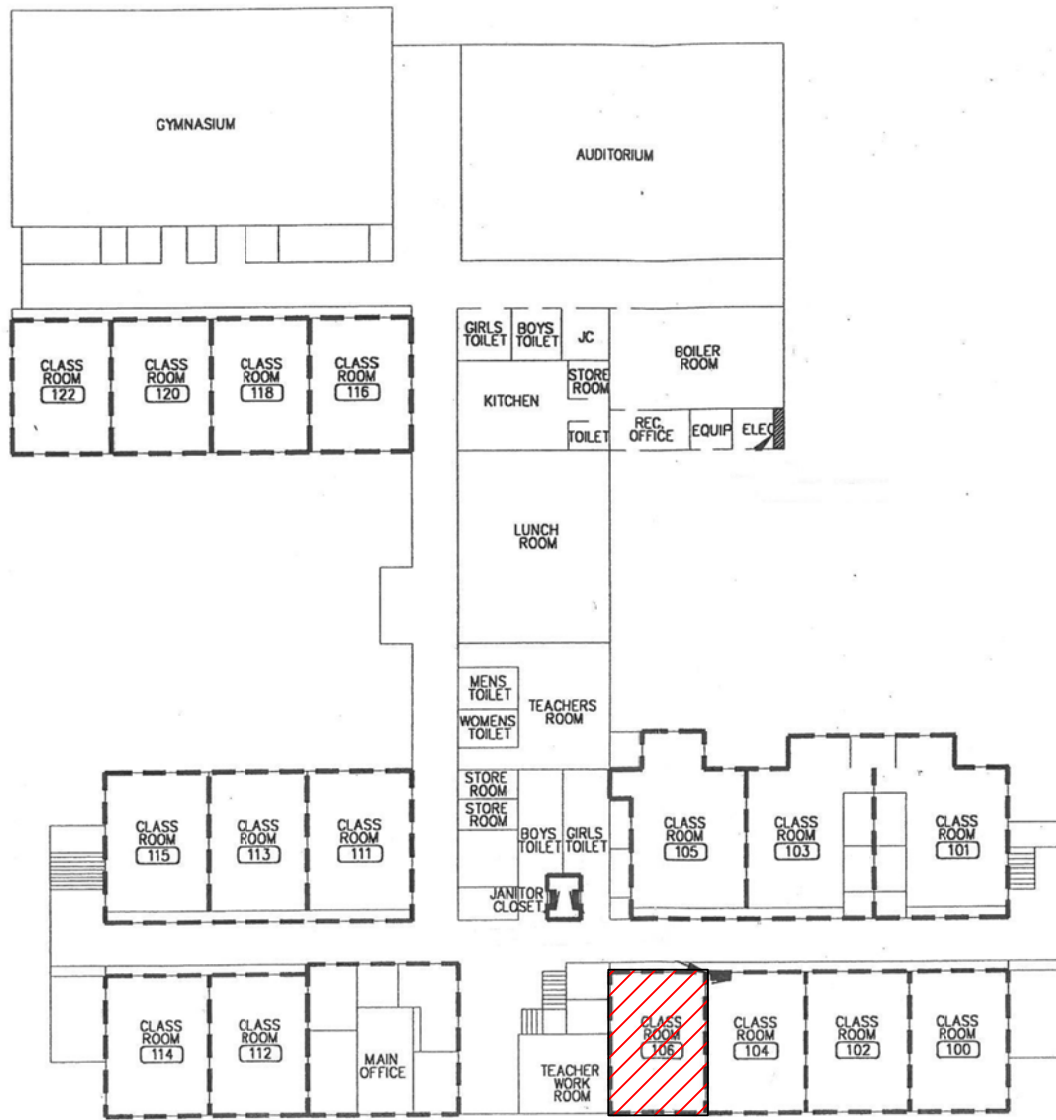 GYMNASIUM
AUDITORIUM
GIRLS
TOILET
BOYS
TOILET
JC
BOILER
ROOM
CLASS
ROOM
122
CLASS
ROOM
120
CLASS
ROOM
118
CLASS
ROOM
116
KITCHEN
STORE
ROOM
TOILET
REC.
OFFICE
EQUIP
ELEC
LUNCH
ROOM
MENS
TOILET
WOMENS
TOILET
TEACHERS
ROOM
STORE
ROOM
STORE
ROOM
BOYS
TOILET
GIRLS
TOILET
JANITOR
CLOSET
CLASS
ROOM
115
CLASS
ROOM
113
CLASS
ROOM
111
CLASS
ROOM
105
CLASS
ROOM
103
CLASS
ROOM
101
CLASS
ROOM
114
CLASS
ROOM
112
MAIN
OFFICE
TEACHER
WORK
ROOM
CLASS
ROOM
106
CLASS
ROOM
104
CLASS
ROOM
102
CLASS
ROOM
100